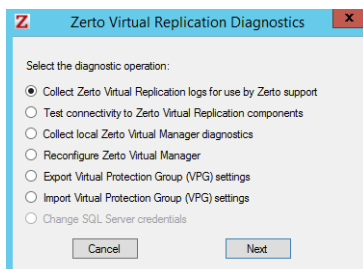 Z Zerto Virtual Replication Diagnostics x
Select the diagnostic operation:
Collect Zerto Virtual Replication logs for use by Zerto support
Test connectivity to Zerto Virtual Replication components
Collect local Zerto Virtual Manager diagnostics
Reconfigure Zerto Virtual Manager
Export Virtual Protection Group (VPG) settings
Import Virtual Protection Group (VPG) settings
Change SQL Server credentials
Cancel Next